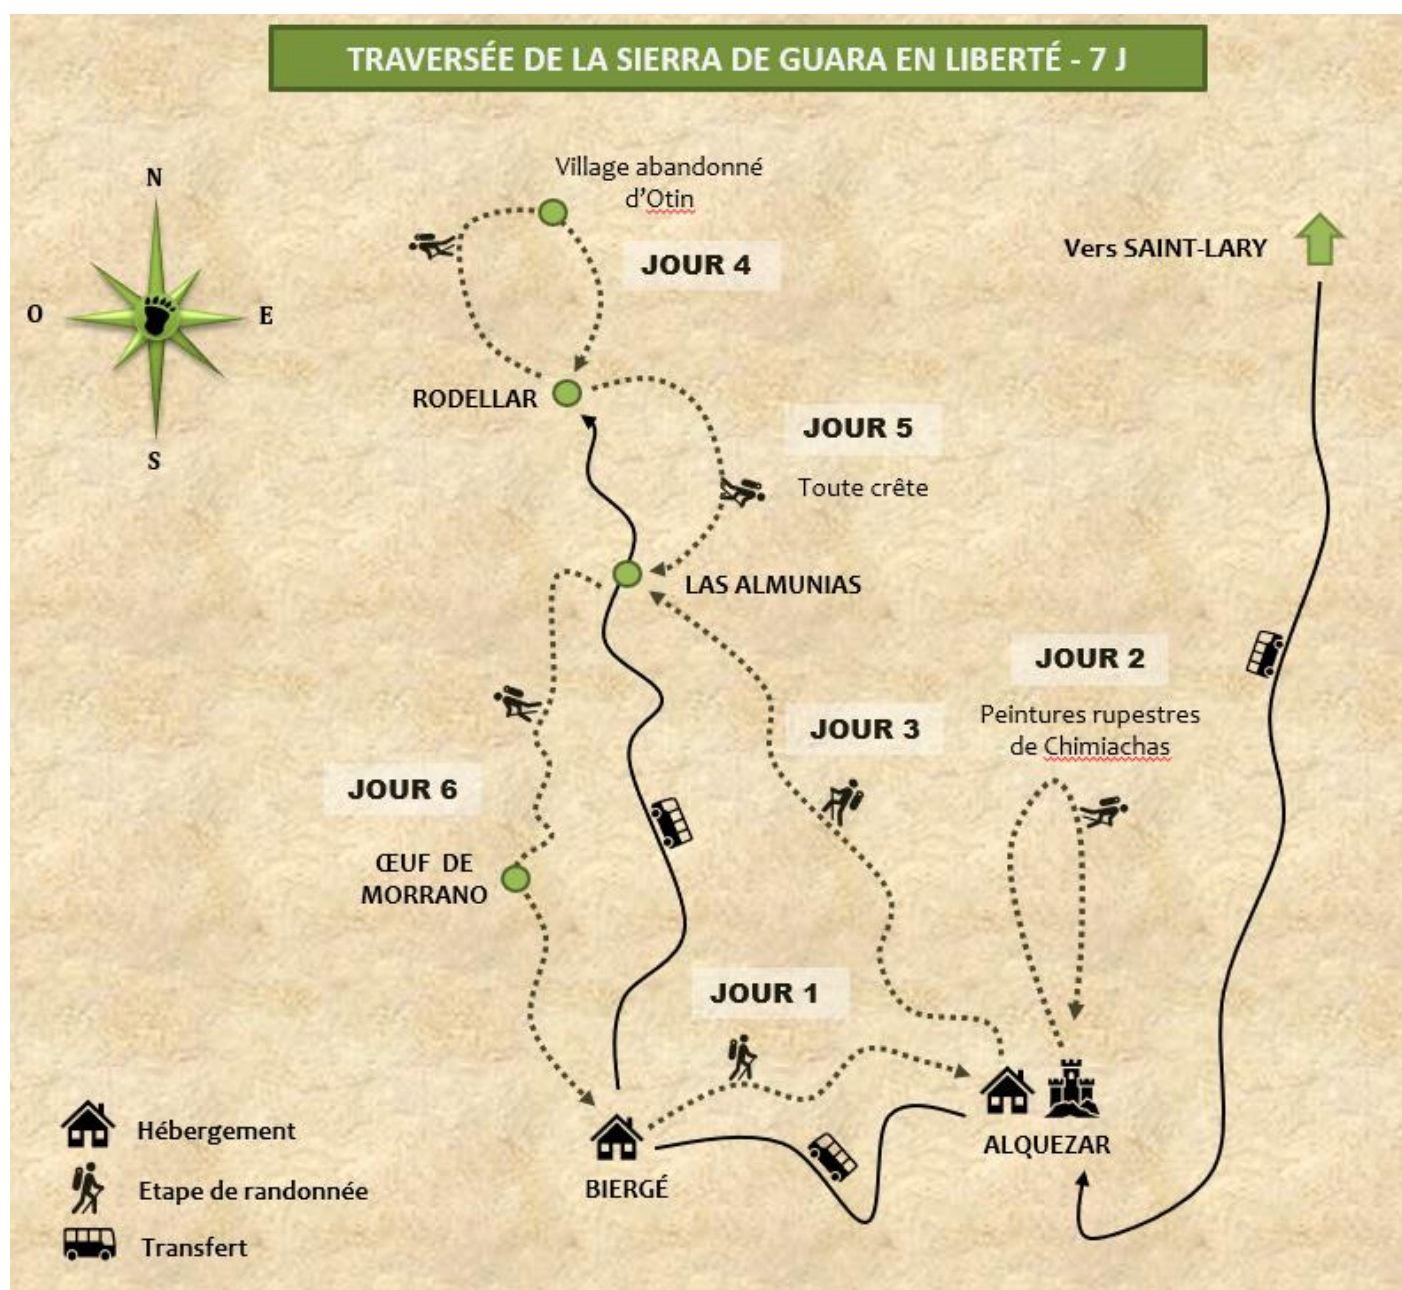 TRAVERSÉE DE LA SIERRA DE GUARA EN LIBERTÉ - 7 J
N
O
E
S
Village abandonné
d'Otin
JOUR 4
Vers SAINT-LARY
RODELLAR
JOUR 5
Toute crête
LAS ALMUNIAS
JOUR 2
Peintures rupestres
de Chimiachas
JOUR 3
JOUR 6
ŒUF DE
MORRANO
JOUR 1
ALQUEZAR
BIERGÉ
Hébergement
Etape de randonnée
Transfert